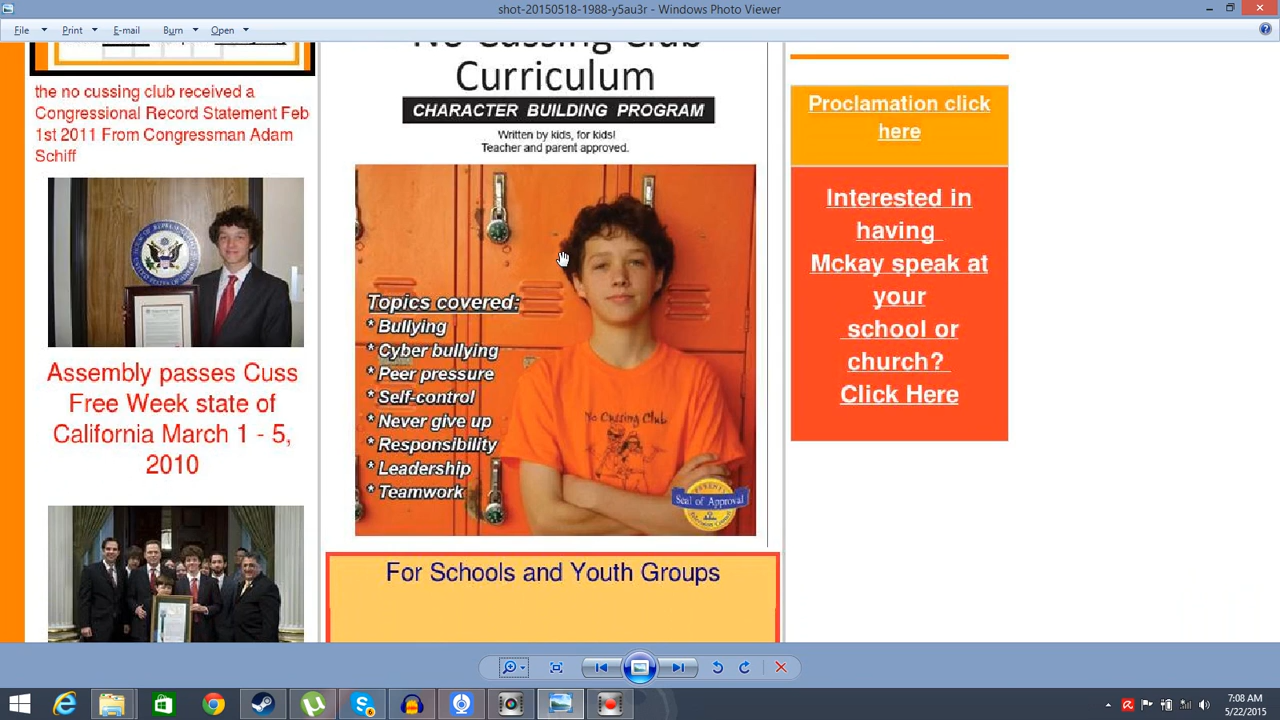 shot-20150518-1988-y5au3r - Windows Photo Viewer
File Print E-mail Burn Open
the no cussing club received a
Congressional Record Statement Feb
1st 2011 From Congressman Adam
Schiff
Assembly passes Cuss
Free Week state of
California March 1 - 5,
2010
No Cussing Club
Curriculum
CHARACTER BUILDING PROGRAM
Written by kids, for kids!
Teacher and parent approved.
Topics covered:
* Bullying
* Cyber bullying
* Peer pressure
* Self-control
* Never give up
* Responsibility
* Leadership
* Teamwork
No Cussing Club
Seal of Approval
For Schools and Youth Groups
Proclamation click
here
Interested in
having
Mckay speak at
your
school or
church?
Click Here
7:08 AM
5/22/2015